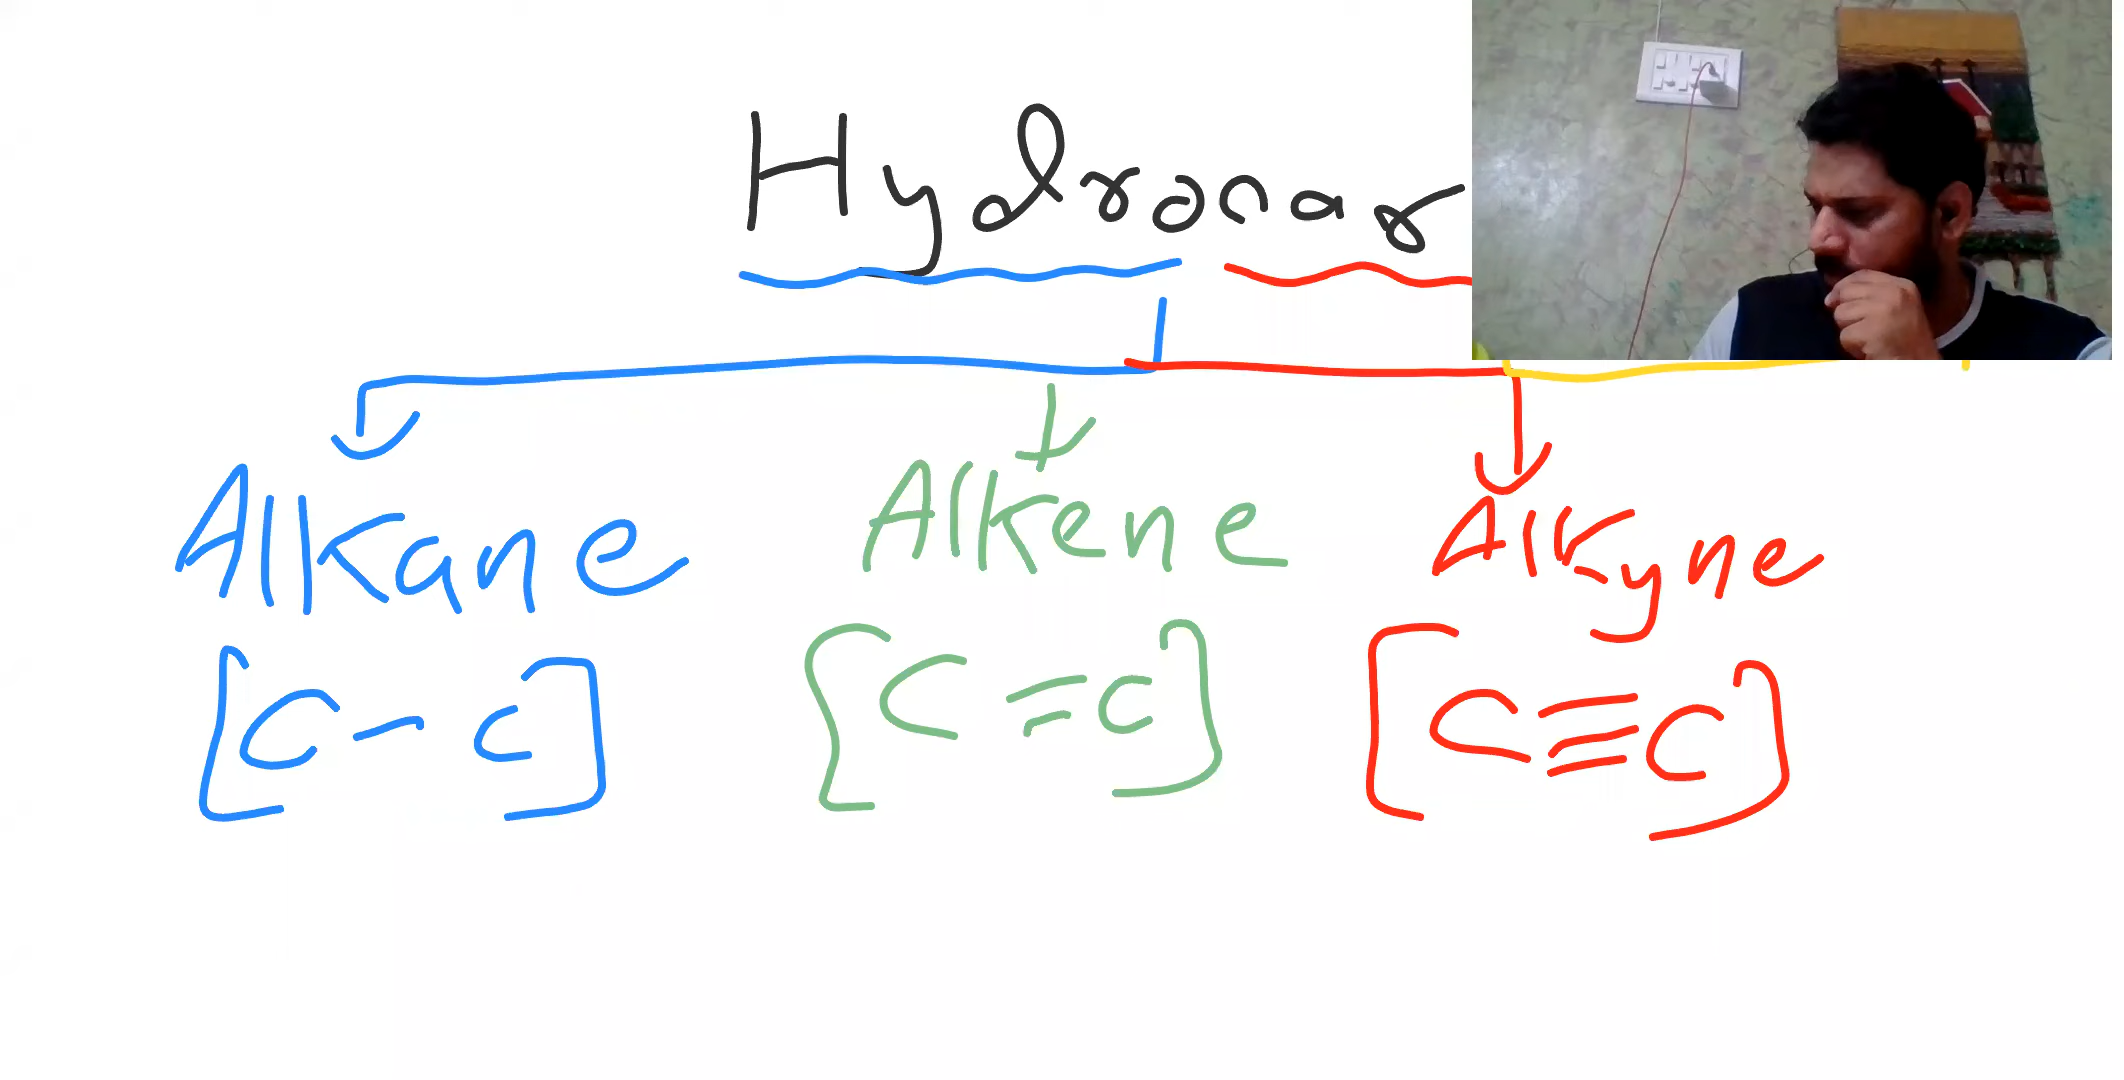 Hydrocar
Alkane Alkene Alkyne
[C - C] [C = C] [C ≡ C]